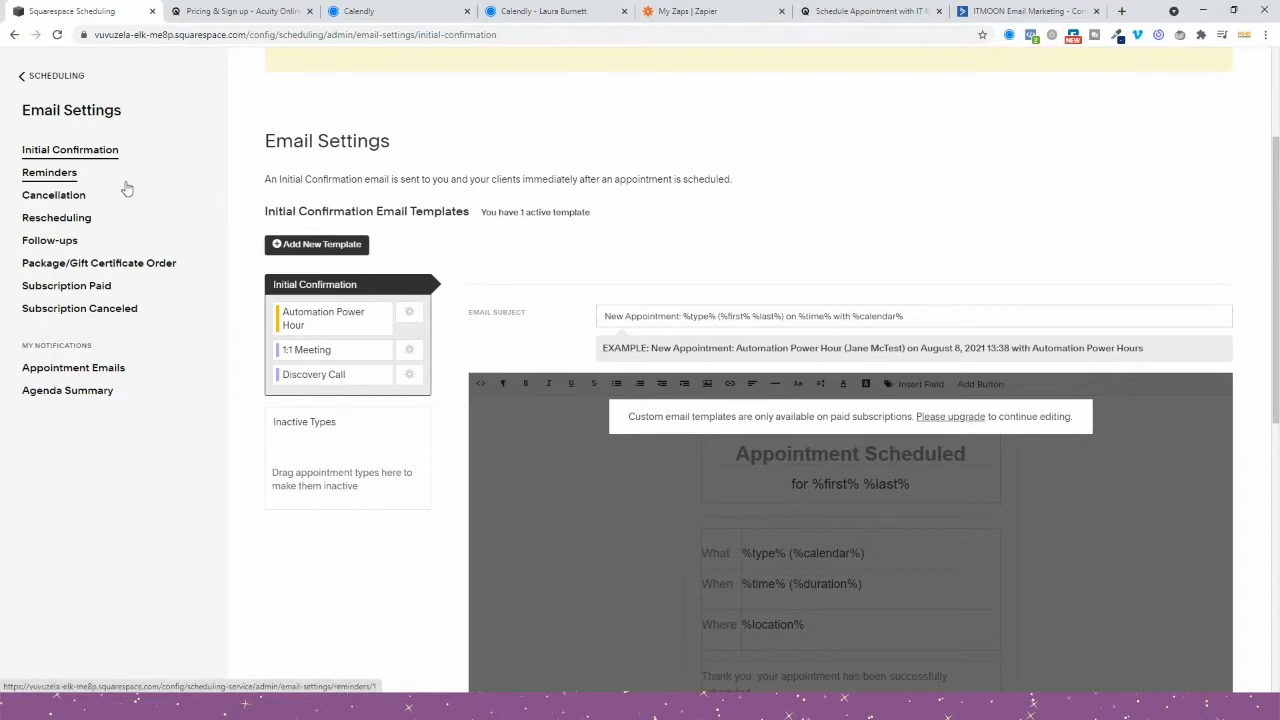 Squarespace Scheduling
Pricing & Sign up - Acuity Online
Calendly
Calendly - Laura Burnett
My Zaps | Zapier
Schedule Appointment with IT M
ITMOON Email Marketing - Con
vuvuzela-elk-me8p.squarespace.com/config/scheduling/admin/email-settings/initial-confirmation
2
NEW
SCHEDULING
Email Settings
Initial Confirmation
Reminders
Cancellation
Rescheduling
Follow-ups
Package/Gift Certificate Order
Subscription Paid
Subscription Canceled
MY NOTIFICATIONS
Appointment Emails
Agenda Summary
Email Settings
An Initial Confirmation email is sent to you and your clients immediately after an appointment is scheduled.
Initial Confirmation Email Templates You have 1 active template
Add New Template
Initial Confirmation
Automation Power
Hour
1:1 Meeting
Discovery Call
Inactive Types
Drag appointment types here to
make them inactive
EMAIL SUBJECT
New Appointment: %type% (%first% %last%) on %time% with %calendar%
EXAMPLE: New Appointment: Automation Power Hour (Jane McTest) on August 8, 2021 13:38 with Automation Power Hours
Insert Field Add Button
Custom email templates are only available on paid subscriptions. Please upgrade to continue editing.
Appointment Scheduled
for %first% %last%
What %type% (%calendar%)
When %time% (%duration%)
Where %location%
Thank you, your appointment has been successfully
https://vuvuzela-elk-me8p.squarespace.com/config/scheduling-service/admin/email-settings/reminders/1